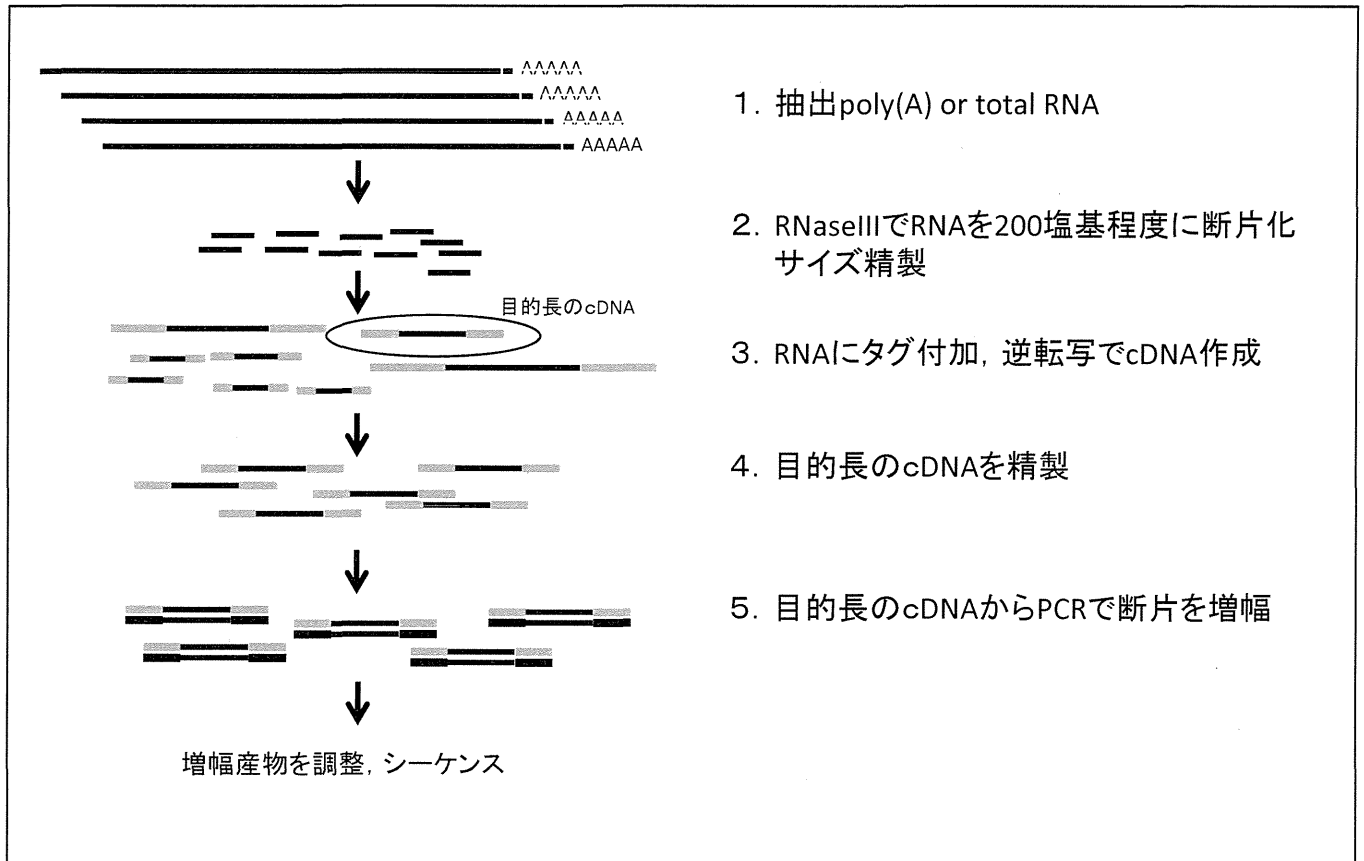 AAAAA
AAAAA
AAAAA
AAAAA
1. 抽出poly(A) or total RNA
2. RNaseIIIでRNAを200塩基程度に断片化
サイズ精製
目的長のcDNA
3. RNAにタグ付加, 逆転写でcDNA作成
4. 目的長のcDNAを精製
5. 目的長のcDNAからPCRで断片を増幅
増幅産物を調整, シーケンス